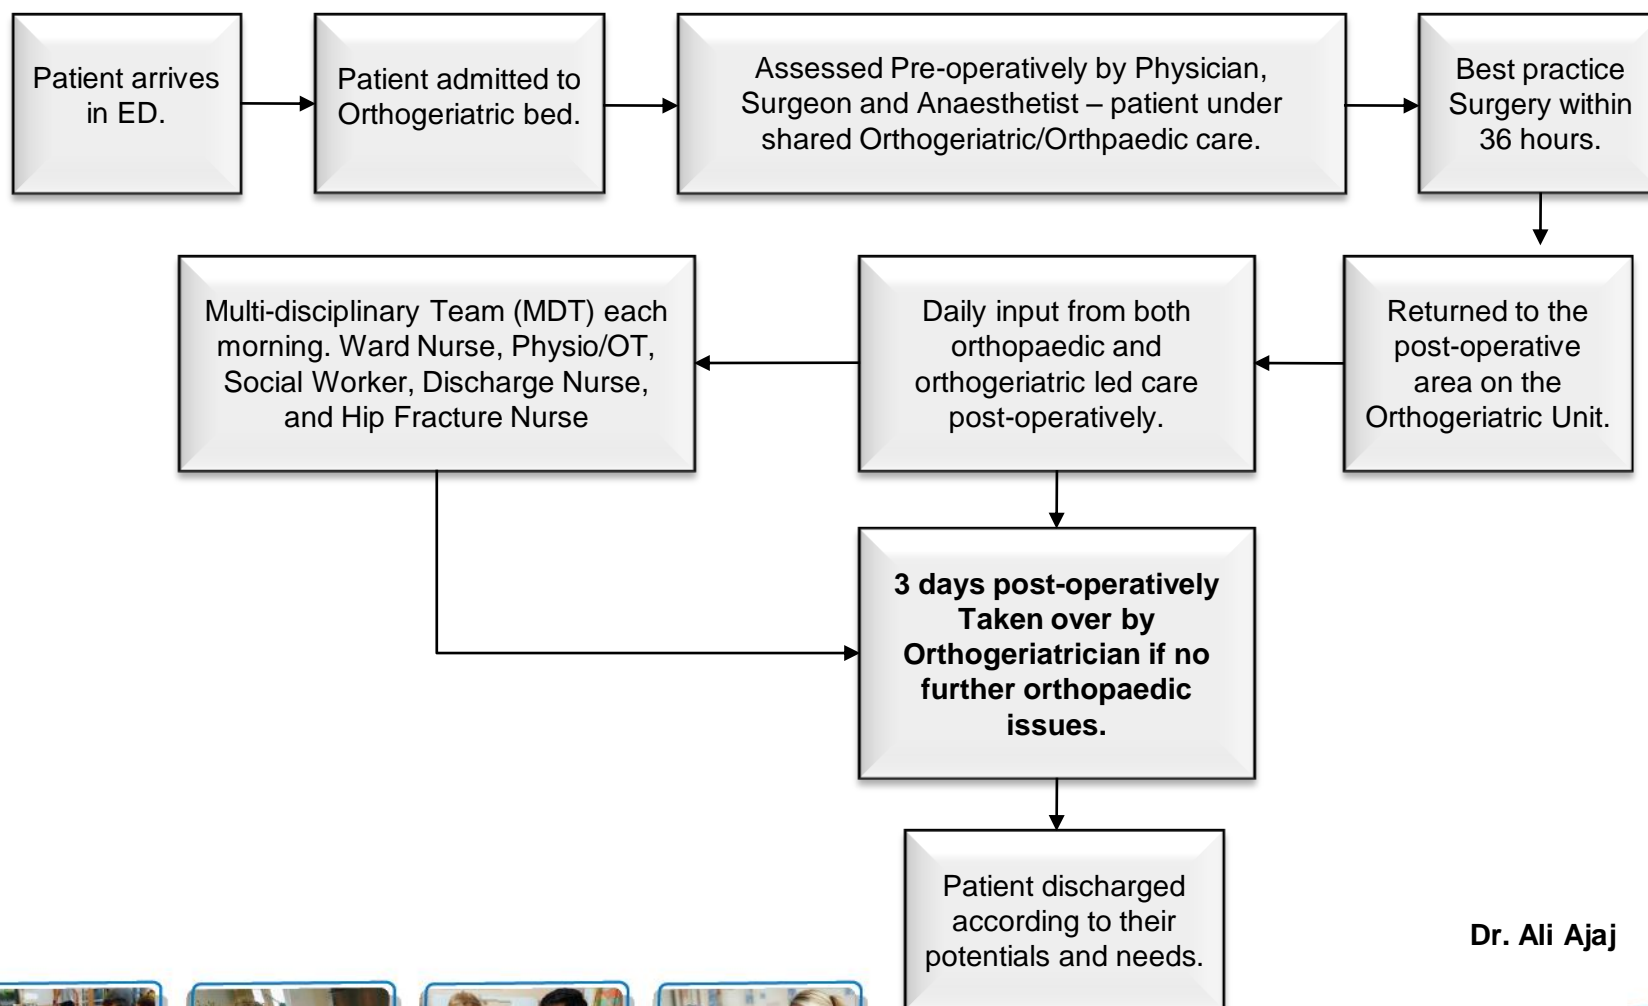 Patient arrives
in ED.
Patient admitted to
Orthogeriatric bed.
Assessed Pre-operatively by Physician,
Surgeon and Anaesthetist – patient under
shared Orthogeriatric/Orthpaedic care.
Best practice
Surgery within
36 hours.
Returned to the
post-operative
area on the
Orthogeriatric Unit.
Daily input from both
orthopaedic and
orthogeriatric led care
post-operatively.
Multi-disciplinary Team (MDT) each
morning. Ward Nurse, Physio/OT,
Social Worker, Discharge Nurse,
and Hip Fracture Nurse
3 days post-operatively
Taken over by
Orthogeriatrician if no
further orthopaedic
issues.
Patient discharged
according to their
potentials and needs.
Dr. Ali Ajaj